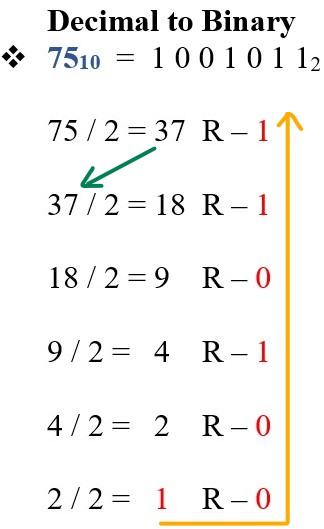 Decimal to Binary
❖ 75₁₀ = 1 0 0 1 0 1 1₂
75 / 2 = 37 R – 1
37 / 2 = 18 R – 1
18 / 2 = 9 R – 0
9 / 2 = 4 R – 1
4 / 2 = 2 R – 0
2 / 2 = 1 R – 0